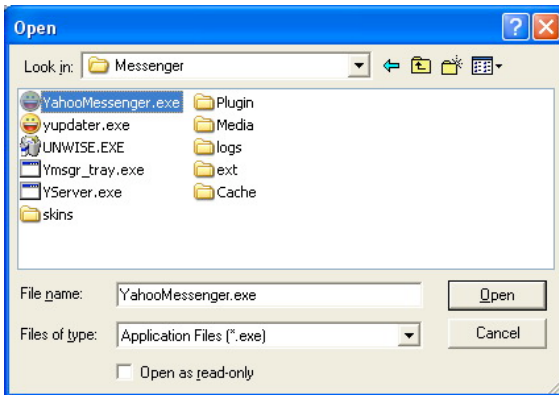 Open
Look in: Messenger
YahooMessenger.exe
yupdater.exe
UNWISE.EXE
Ymsgr_tray.exe
YServer.exe
skins
Plugin
Media
logs
ext
Cache
File name: YahooMessenger.exe Open
Files of type: Application Files (*.exe) Cancel
Open as read-only